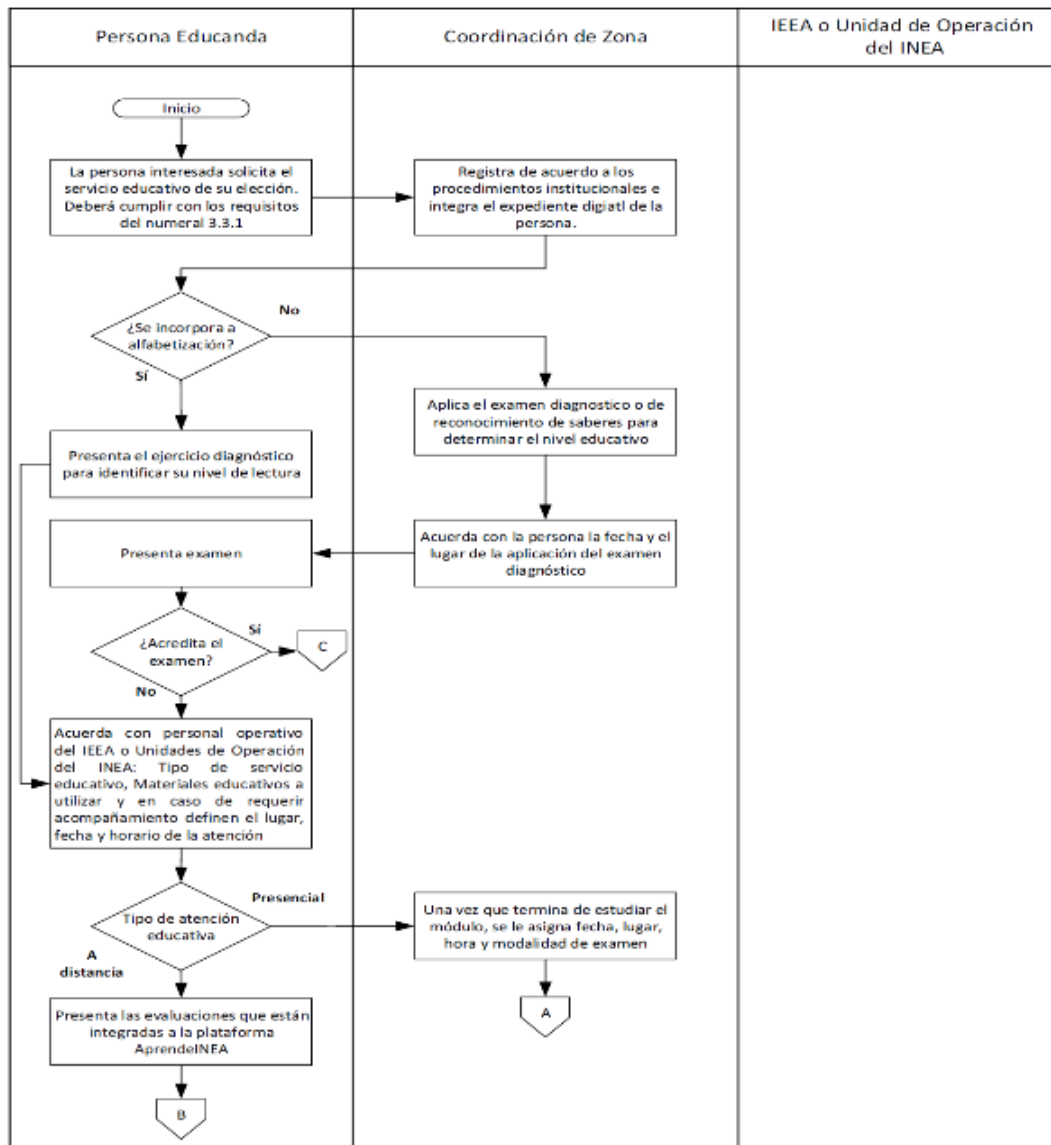 Persona Educanda
Coordinación de Zona
IEEA o Unidad de Operación
del INEA
Inicio
La persona interesada solicita el
servicio educativo de su elección.
Deberá cumplir con los requisitos
del numeral 3.3.1
Registra de acuerdo a los
procedimientos institucionales e
integra el expediente digiatl de la
persona.
¿Se incorpora a
alfabetización?
No
Sí
Aplica el examen diagnostico o de
reconocimiento de saberes para
determinar el nivel educativo
Presenta el ejercicio diagnóstico
para identificar su nivel de lectura
Acuerda con la persona la fecha y el
lugar de la aplicación del examen
diagnóstico
Presenta examen
¿Acredita el
examen?
Sí
C
No
Acuerda con personal operativo
del IEEA o Unidades de Operación
del INEA: Tipo de servicio
educativo, Materiales educativos a
utilizar y en caso de requerir
acompañamiento definen el lugar,
fecha y horario de la atención
Tipo de atención
educativa
Presencial
A
distancia
Una vez que termina de estudiar el
módulo, se le asigna fecha, lugar,
hora y modalidad de examen
A
Presenta las evaluaciones que están
integradas a la plataforma
AprendeINEA
B